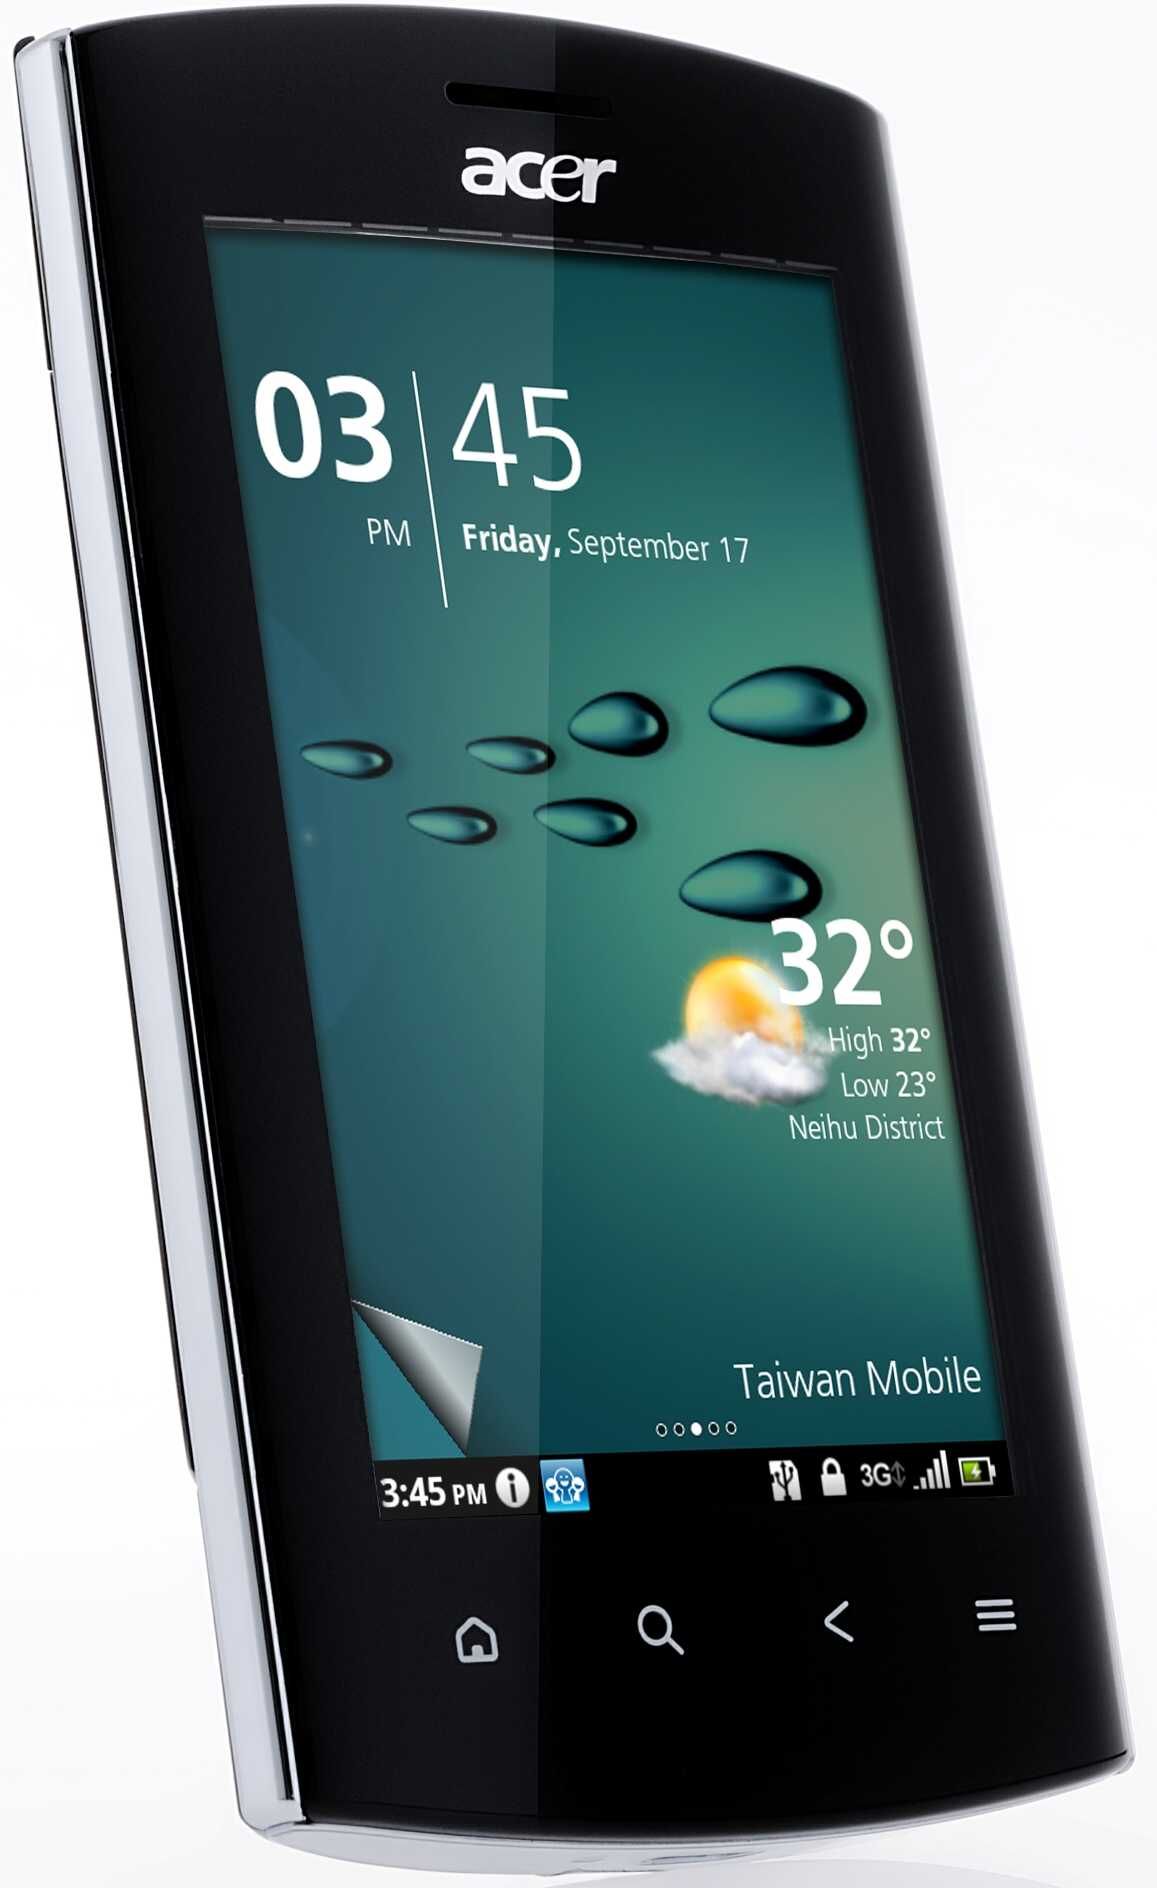 acer
03 45
PM Friday, September 17
32°
High 32°
Low 23°
Neihu District
Taiwan Mobile
3:45 PM 3G